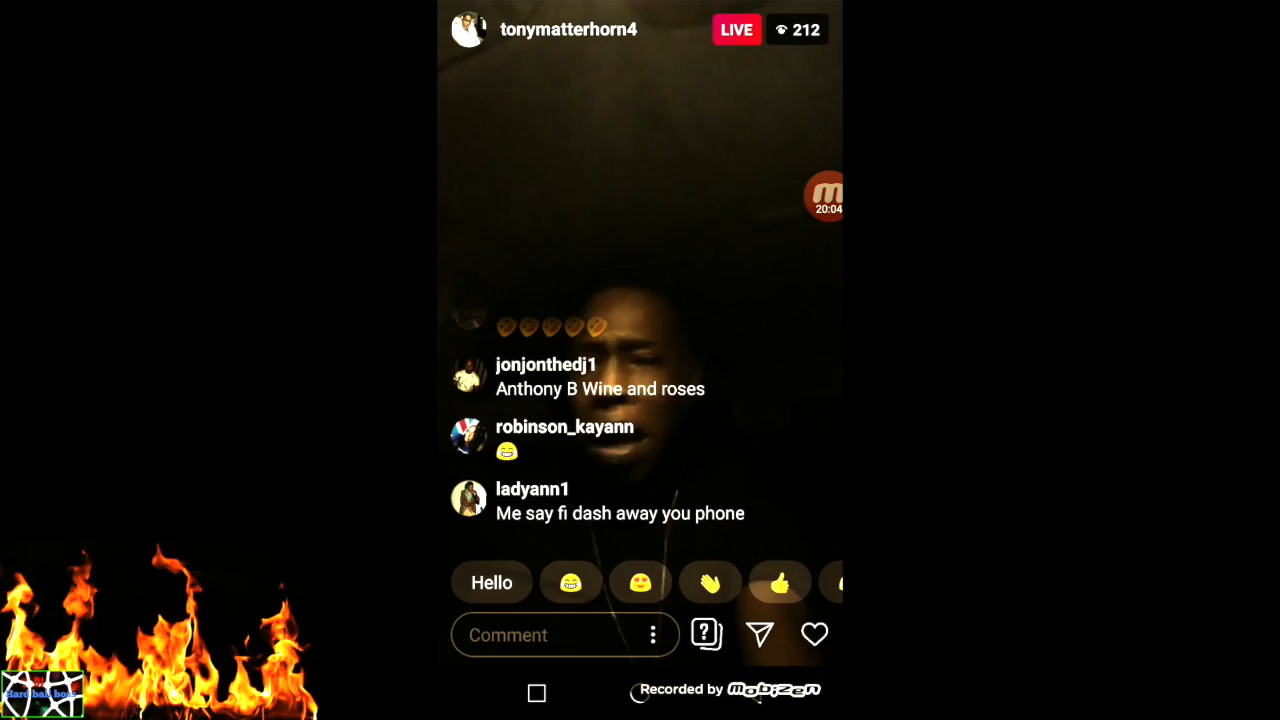 tonymatterhorn4
LIVE
212
20:04
jonjonthedj1
Anthony B Wine and roses
robinson_kayann
ladyann1
Me say fi dash away you phone
Hello
Comment
Recorded by mobizen